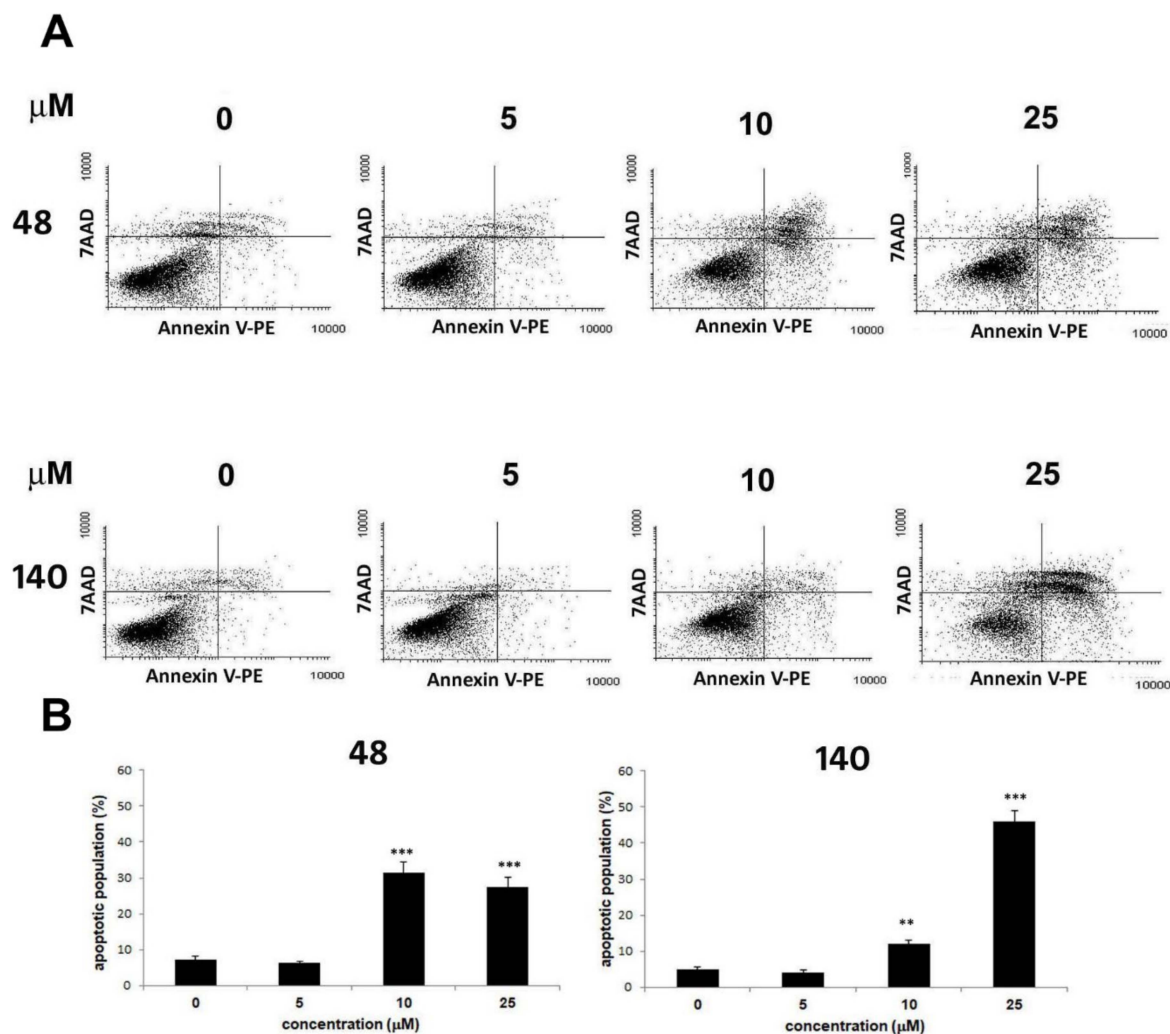 A
μM 0 5 10 25
48
10000 7AAD Annexin V-PE 10000
10000 7AAD Annexin V-PE 10000
10000 7AAD Annexin V-PE 10000
10000 7AAD Annexin V-PE 10000
μM 0 5 10 25
140
10000 7AAD Annexin V-PE 10000
10000 7AAD Annexin V-PE 10000
10000 7AAD Annexin V-PE 10000
10000 7AAD Annexin V-PE 10000
B
48
apoptotic population (%)
60
50
40
30
20
10
0
*** ***
0 5 10 25
concentration (μM)
140
apoptotic population (%)
60
50
40
30
20
10
0
** ***
0 5 10 25
concentration (μM)